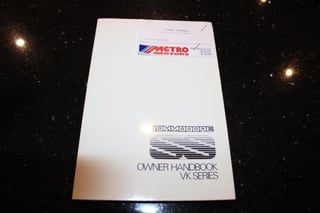 METRO
MOTORS
COMMODORE
SS
OWNER HANDBOOK
VK SERIES